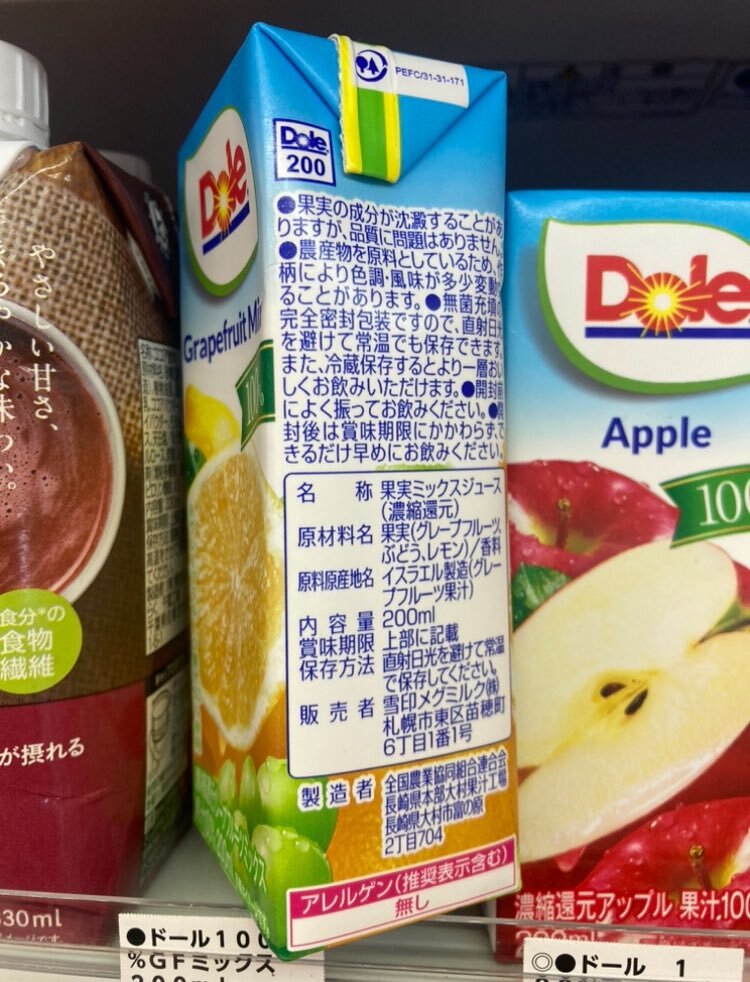 PEFC/31-31-171
Dole
200
●果実の成分が沈澱することがあ
りますが、品質に問題はありません。
●農産物を原料としているため、作
柄により色調・風味が多少変動す
ることがあります。●無菌充填の
完全密封包装ですので、直射日光
を避けて常温でも保存できます。
また、冷蔵保存するとより一層おい
しくお飲みいただけます。●開封前
によく振ってお飲みください。●開
封後は賞味期限にかかわらず、で
きるだけ早めにお飲みください。
名称 果実ミックスジュース
(濃縮還元)
原材料名 果実(グレープフルーツ、
ぶどう、レモン)/香料
原料原産地名 イスラエル製造(グレー
プフルーツ果汁)
内容量 200ml
賞味期限 上部に記載
保存方法 直射日光を避けて常温
で保存してください。
販売者 雪印メグミルク(株)
札幌市東区苗穂町
6丁目1番1号
製造者 全国農業協同組合連合会
長崎県本部大村果汁工場
長崎県大村市富の原
2丁目704
アレルゲン(推奨表示含む)
無し
Dole
Grapefruit Mix
100%
Dole
Apple
100
濃縮還元アップル 果汁100
やさしい甘さ、
食分*の
食物
繊維
が摂れる
330ml
●ドール100
%GFミックス
200ml
◎●ドール 1